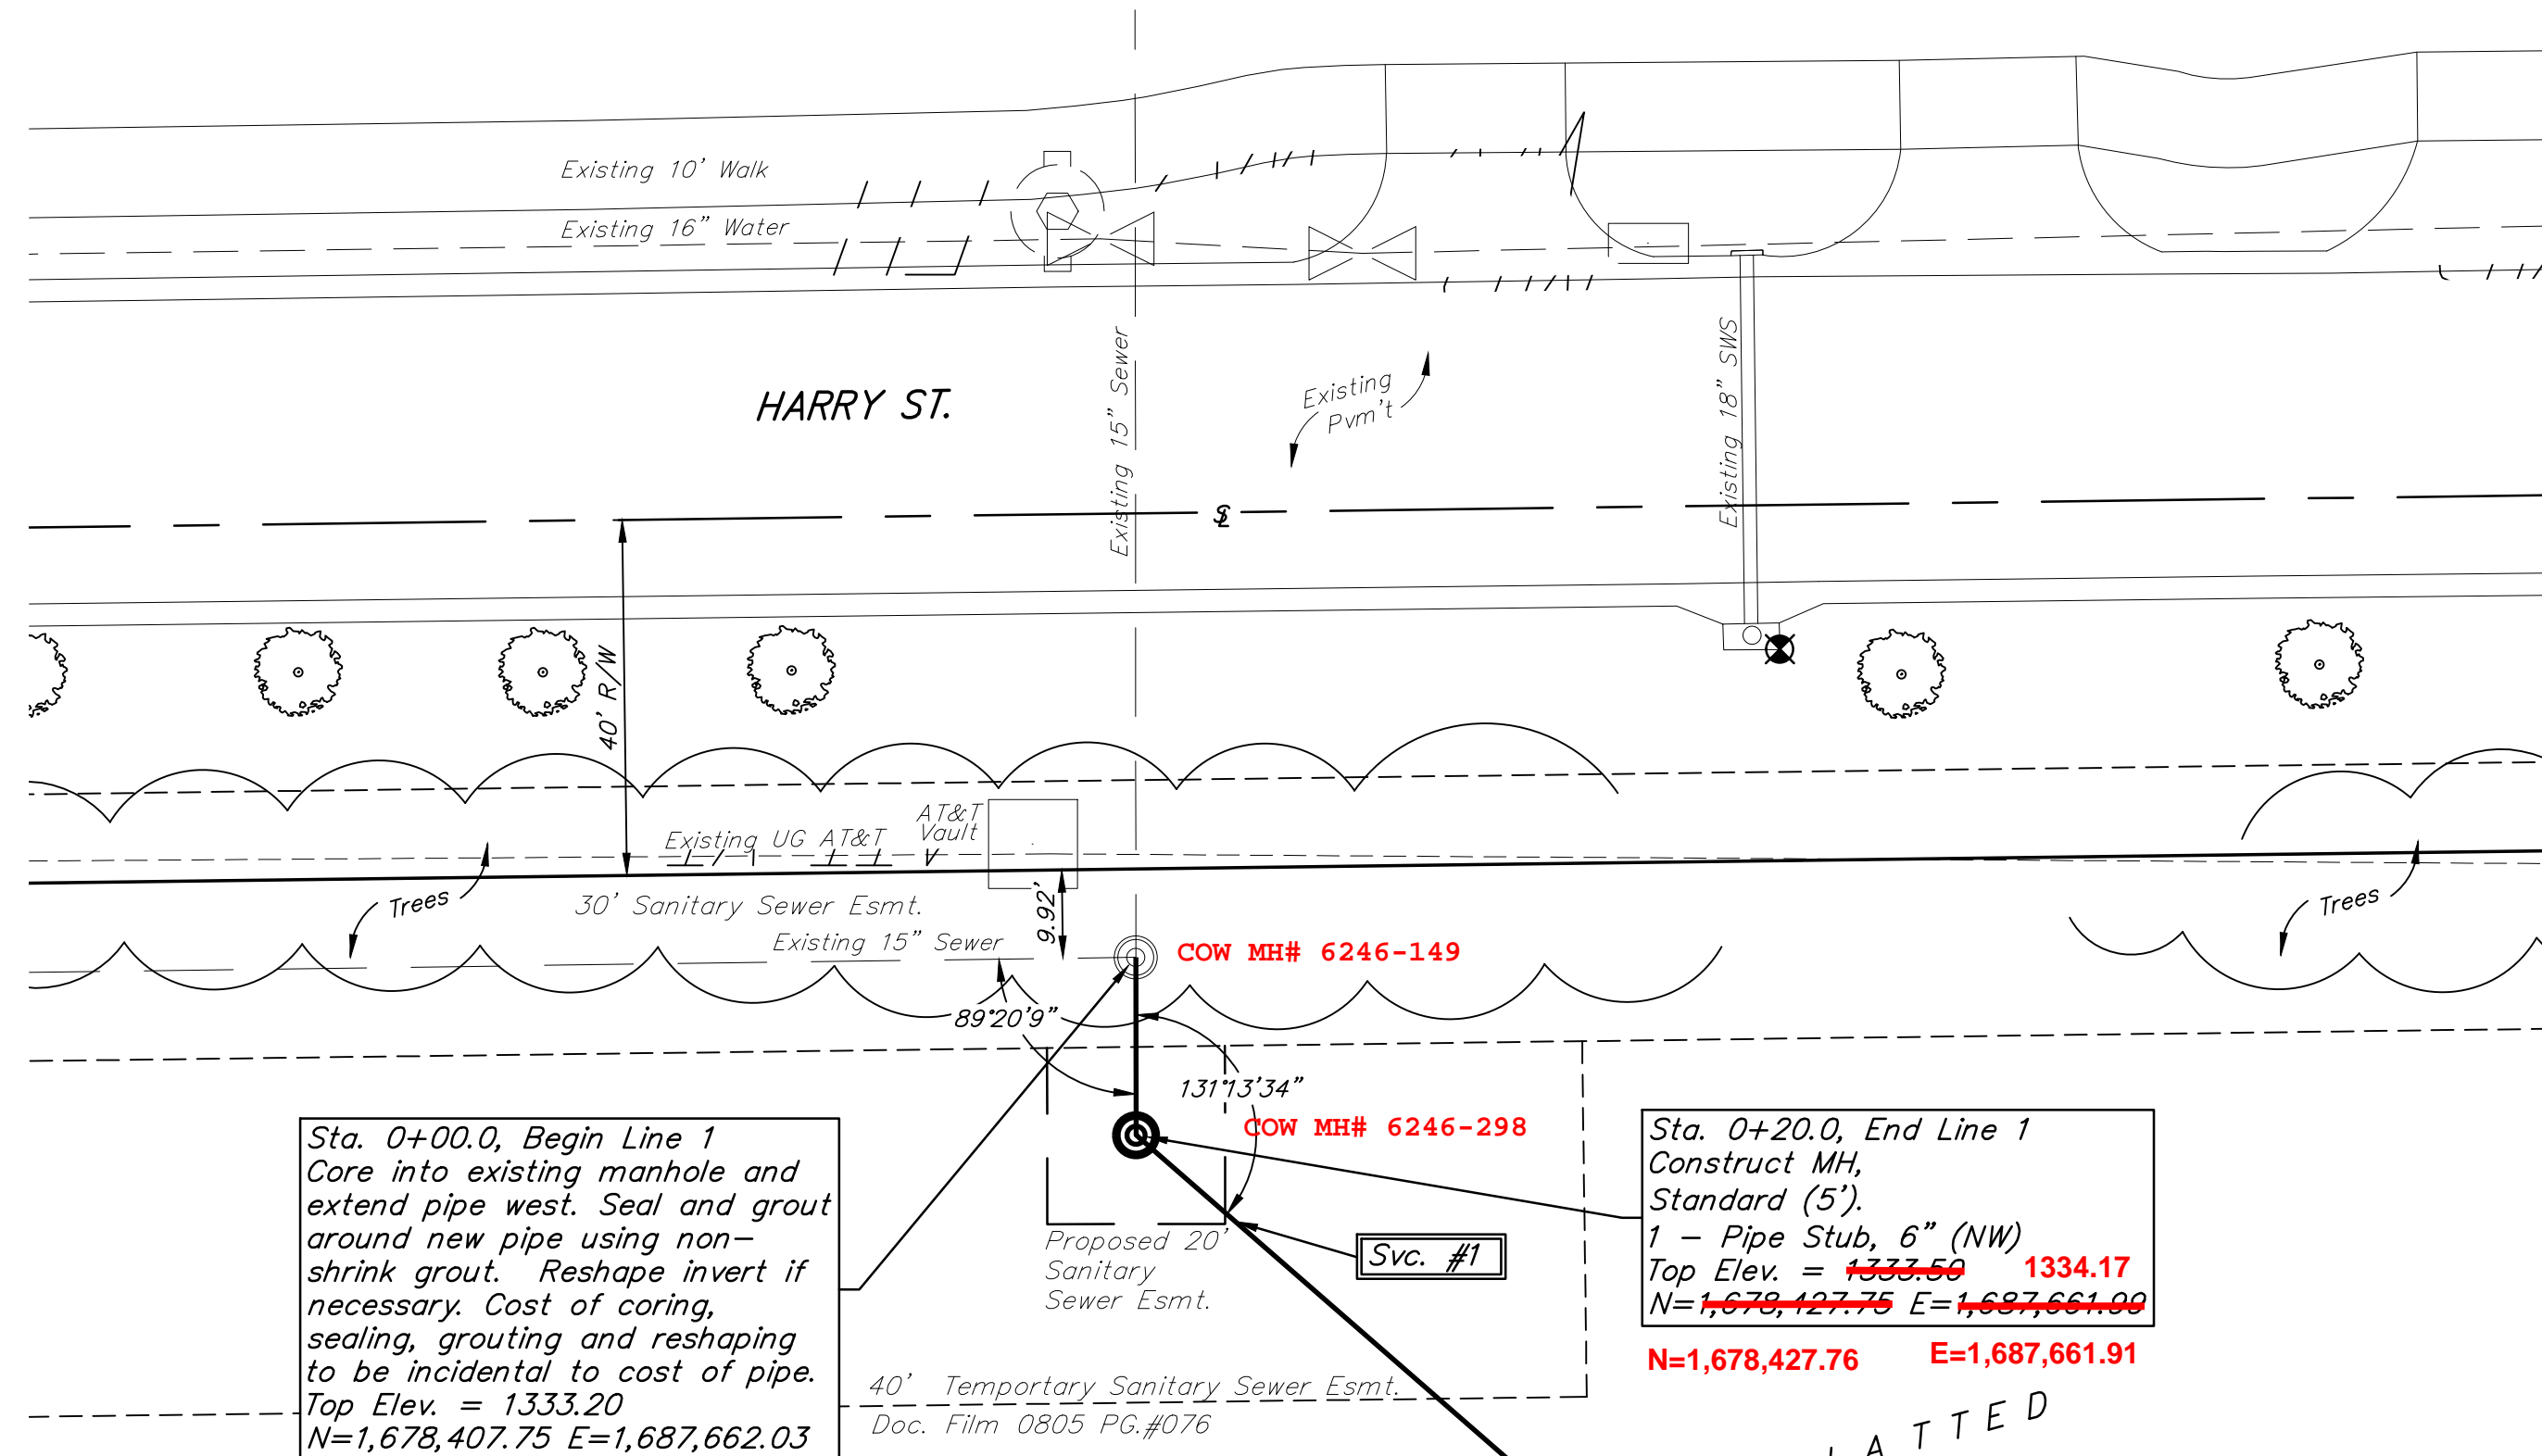 Existing 10' Walk
Existing 16" Water
HARRY ST.
Existing 15" Sewer
Existing
Pvm't
Existing 18" SWS
40' R/W
AT&T
Vault
Existing UG AT&T
Trees
30' Sanitary Sewer Esmt.
9.92'
Existing 15" Sewer
COW MH# 6246-149
Trees
89°20'9"
131°13'34"
COW MH# 6246-298
Sta. 0+00.0, Begin Line 1
Core into existing manhole and
extend pipe west. Seal and grout
around new pipe using non-
shrink grout. Reshape invert if
necessary. Cost of coring,
sealing, grouting and reshaping
to be incidental to cost of pipe.
Top Elev. = 1333.20
N=1,678,407.75 E=1,687,662.03
Proposed 20'
Sanitary
Sewer Esmt.
Svc. #1
Sta. 0+20.0, End Line 1
Construct MH,
Standard (5').
1 - Pipe Stub, 6" (NW)
Top Elev. = 1333.50 1334.17
N=1,678,427.75 E=1,687,661.99
N=1,678,427.76 E=1,687,661.91
40' Temportary Sanitary Sewer Esmt.
Doc. Film 0805 PG.#076
ATTED